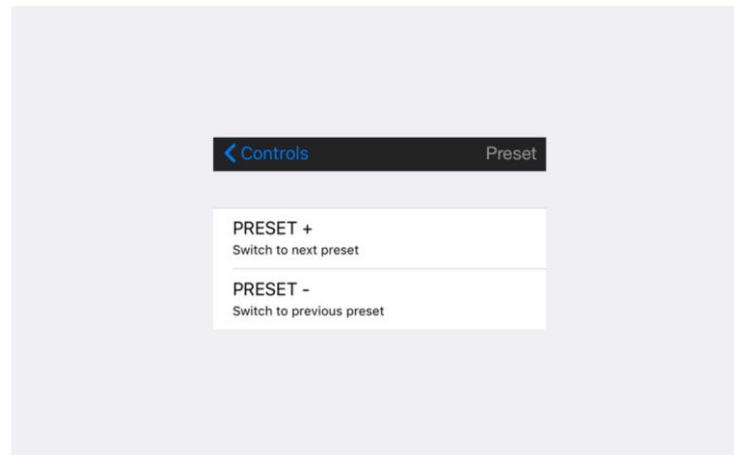 Controls Preset
PRESET +
Switch to next preset
PRESET -
Switch to previous preset